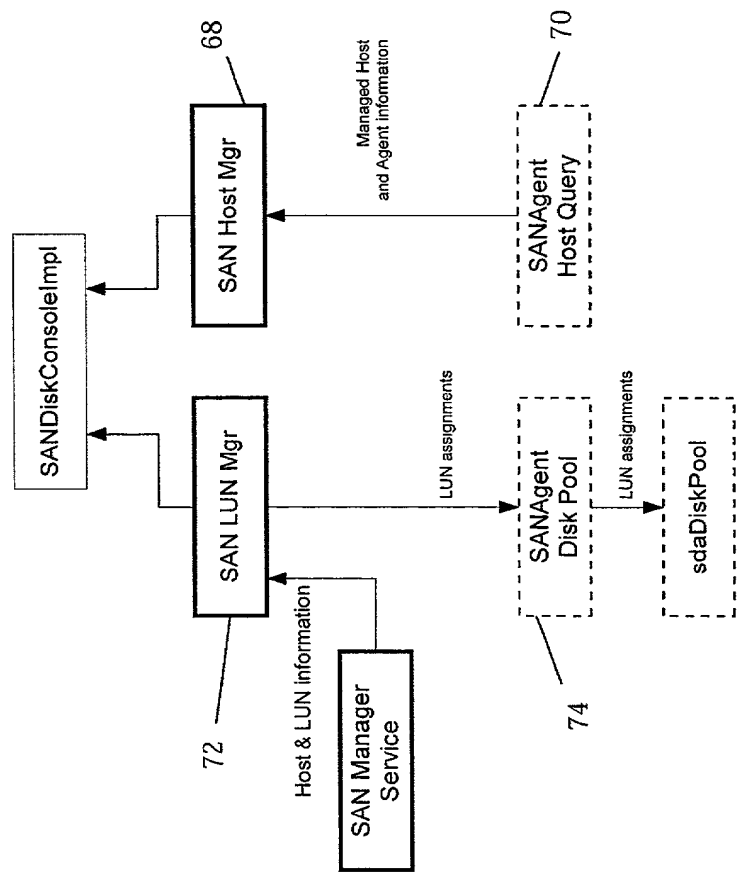 SANDiskConsoleImpl
72
SAN LUN Mgr
SAN Host Mgr
68
Host & LUN information
SAN Manager
Service
LUN assignments
Managed Host
and Agent information
74
SANAgent
Disk Pool
SANAgent
Host Query
70
LUN assignments
sdaDiskPool